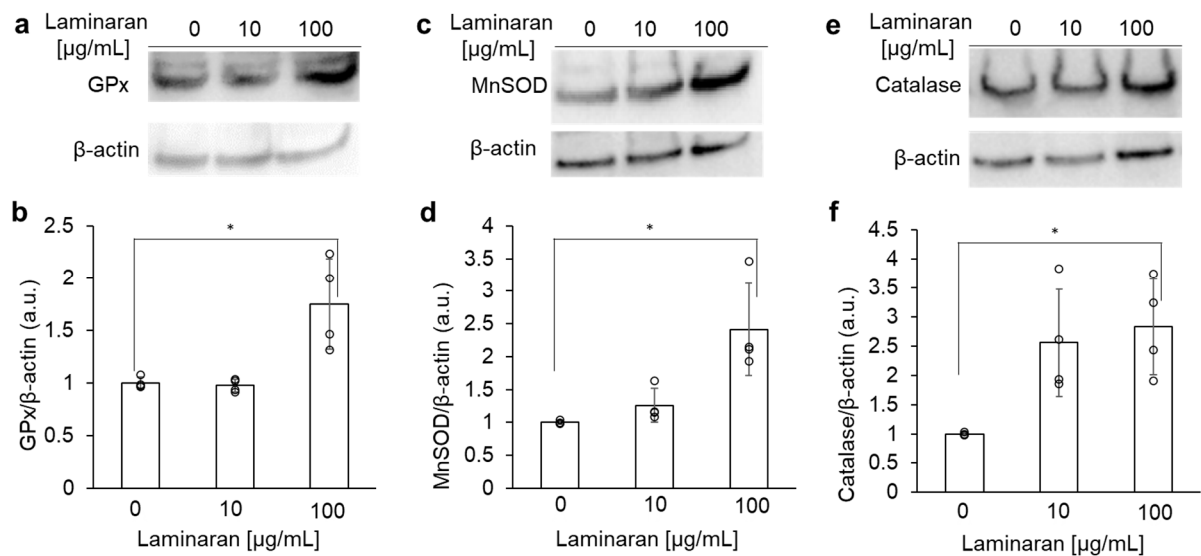 a
Laminaran
[µg/mL]
0 10 100
GPx
β-actin
b
*
2.5
2
1.5
1
0.5
0
GPx/β-actin (a.u.)
0 10 100
Laminaran [µg/mL]
c
Laminaran
[µg/mL]
0 10 100
MnSOD
β-actin
d
*
4
3.5
3
2.5
2
1.5
1
0.5
0
MnSOD/β-actin (a.u.)
0 10 100
Laminaran [µg/mL]
e
Laminaran
[µg/mL]
0 10 100
Catalase
β-actin
f
*
4.5
4
3.5
3
2.5
2
1.5
1
0.5
0
Catalase/β-actin (a.u.)
0 10 100
Laminaran [µg/mL]